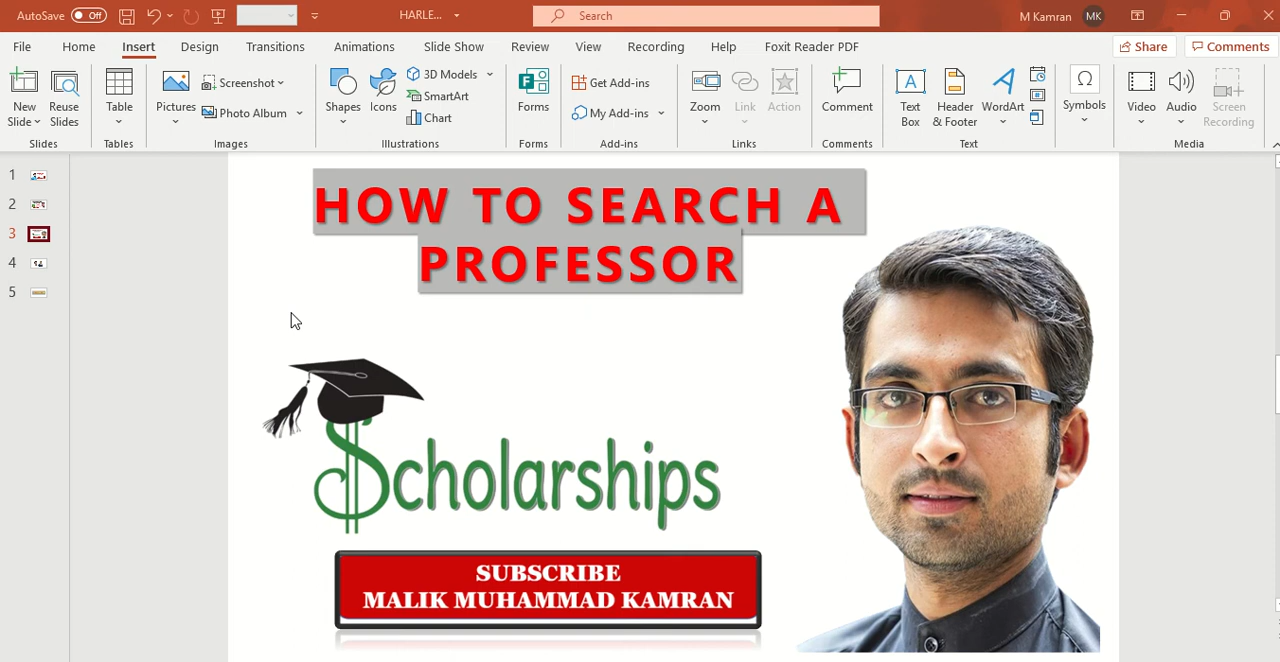 AutoSave Off HARLE... Search M Kamran MK
File Home Insert Design Transitions Animations Slide Show Review View Recording Help Foxit Reader PDF Share Comments
New Slide
Reuse Slides
Table
Pictures
Screenshot
Photo Album
Shapes
Icons
3D Models
SmartArt
Chart
Forms
Get Add-ins
My Add-ins
Zoom
Link
Action
Comment
A
Text Box
Header & Footer
A
WordArt
Ω
Symbols
Video
Audio
Screen Recording
Slides Tables Images Illustrations Forms Add-ins Links Comments Text Media
1
2
3
4
5
HOW TO SEARCH A
PROFESSOR
$cholarships
SUBSCRIBE
MALIK MUHAMMAD KAMRAN